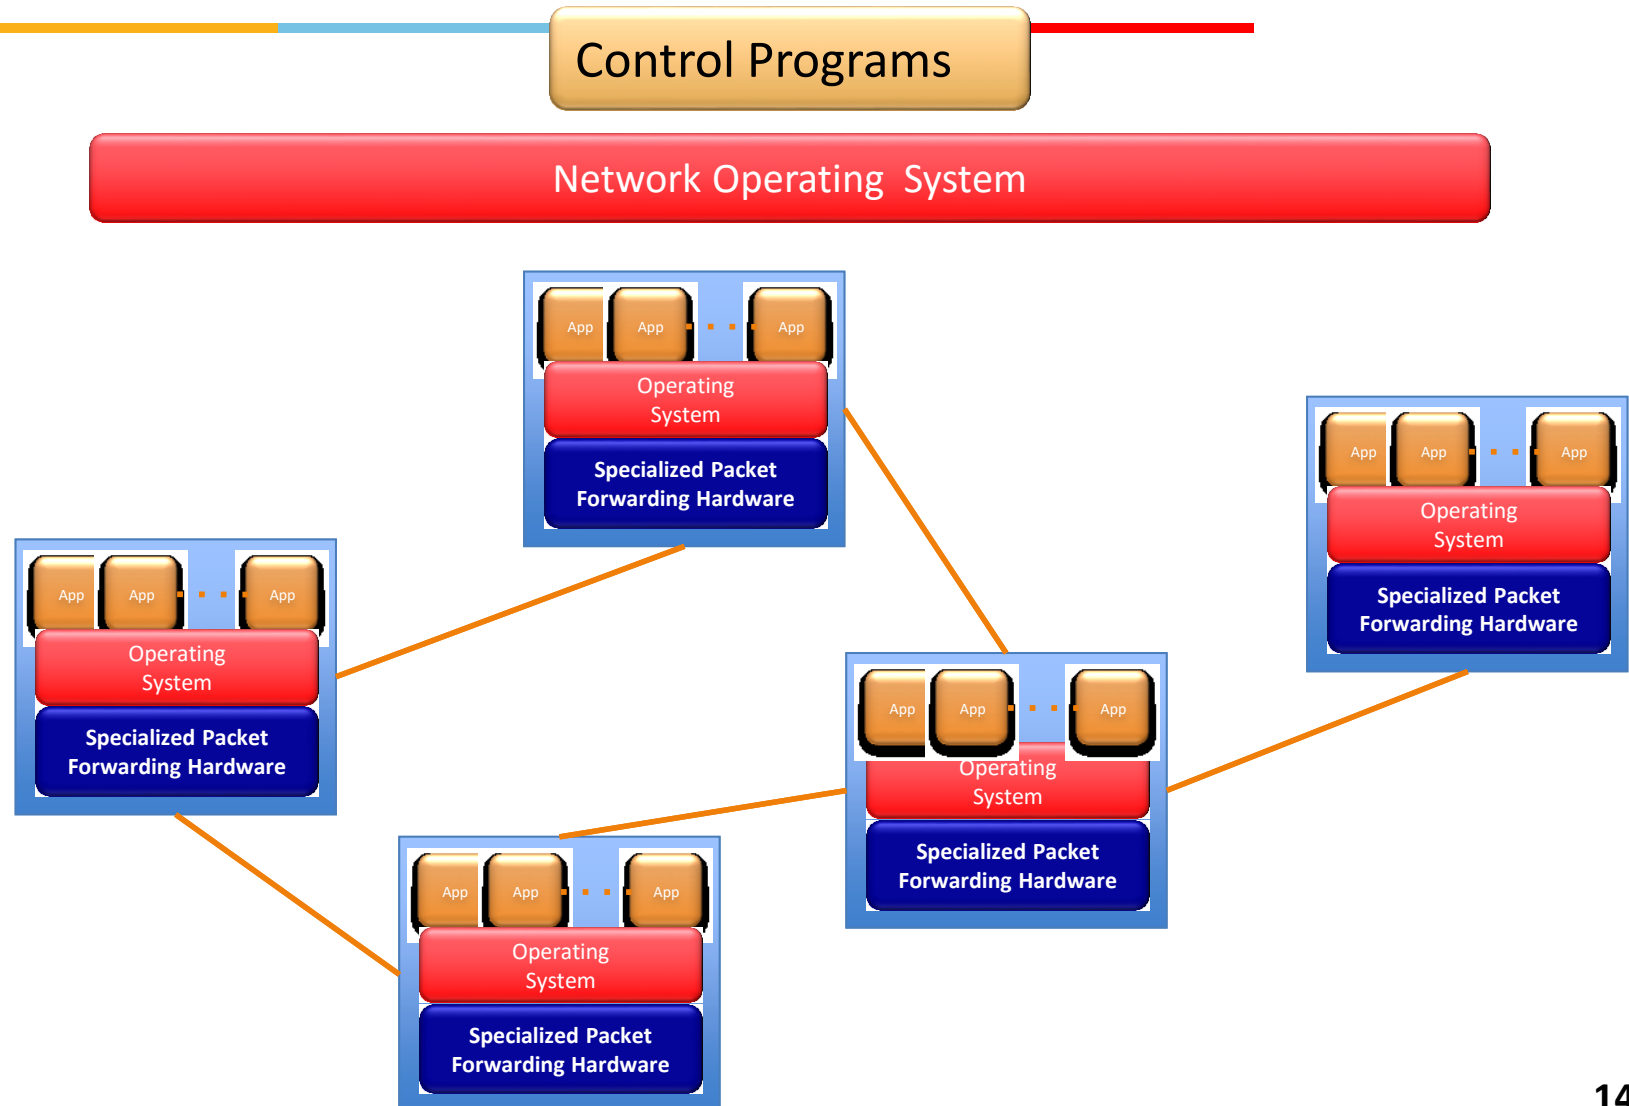 Control Programs
Network Operating System
App App App
Operating
System
Specialized Packet
Forwarding Hardware
App App App
Operating
System
Specialized Packet
Forwarding Hardware
App App App
Operating
System
Specialized Packet
Forwarding Hardware
App App App
Operating
System
Specialized Packet
Forwarding Hardware
App App App
Operating
System
Specialized Packet
Forwarding Hardware
14